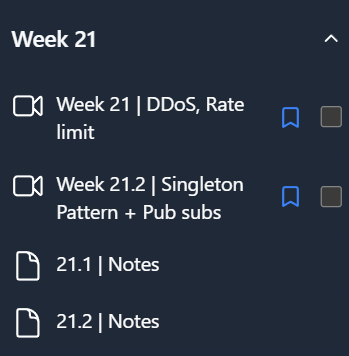 Week 21
Week 21 | DDoS, Rate
limit
Week 21.2 | Singleton
Pattern + Pub subs
21.1 | Notes
21.2 | Notes